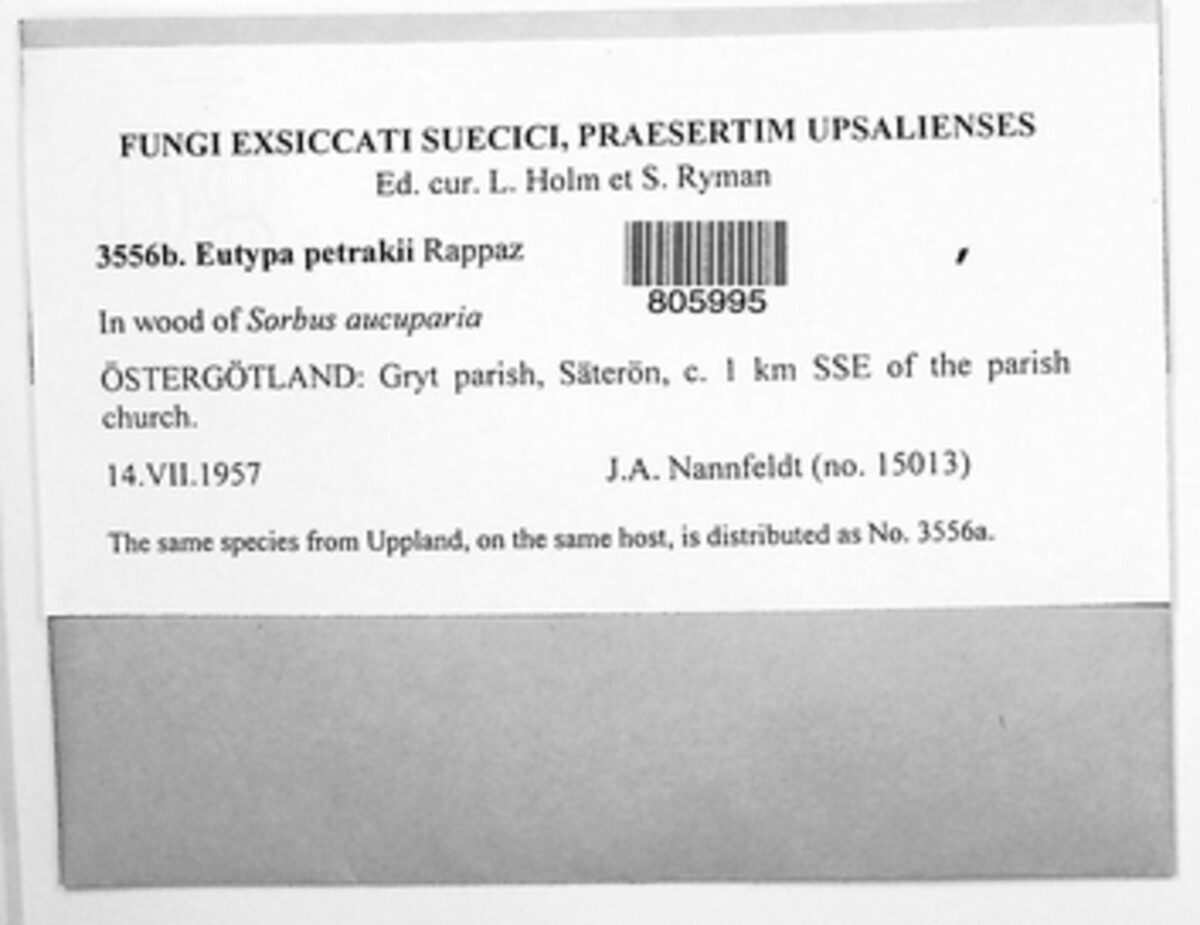 FUNGI EXSICCATI SUECICI, PRAESERTIM UPSALIENSES
Ed. cur. L. Holm et S. Ryman
3556b. Eutypa petrakii Rappaz
805995
In wood of Sorbus aucuparia
ÖSTERGÖTLAND: Gryt parish, Säterön, c. 1 km SSE of the parish
church.
14.VII.1957 J.A. Nannfeldt (no. 15013)
The same species from Uppland, on the same host, is distributed as No. 3556a.